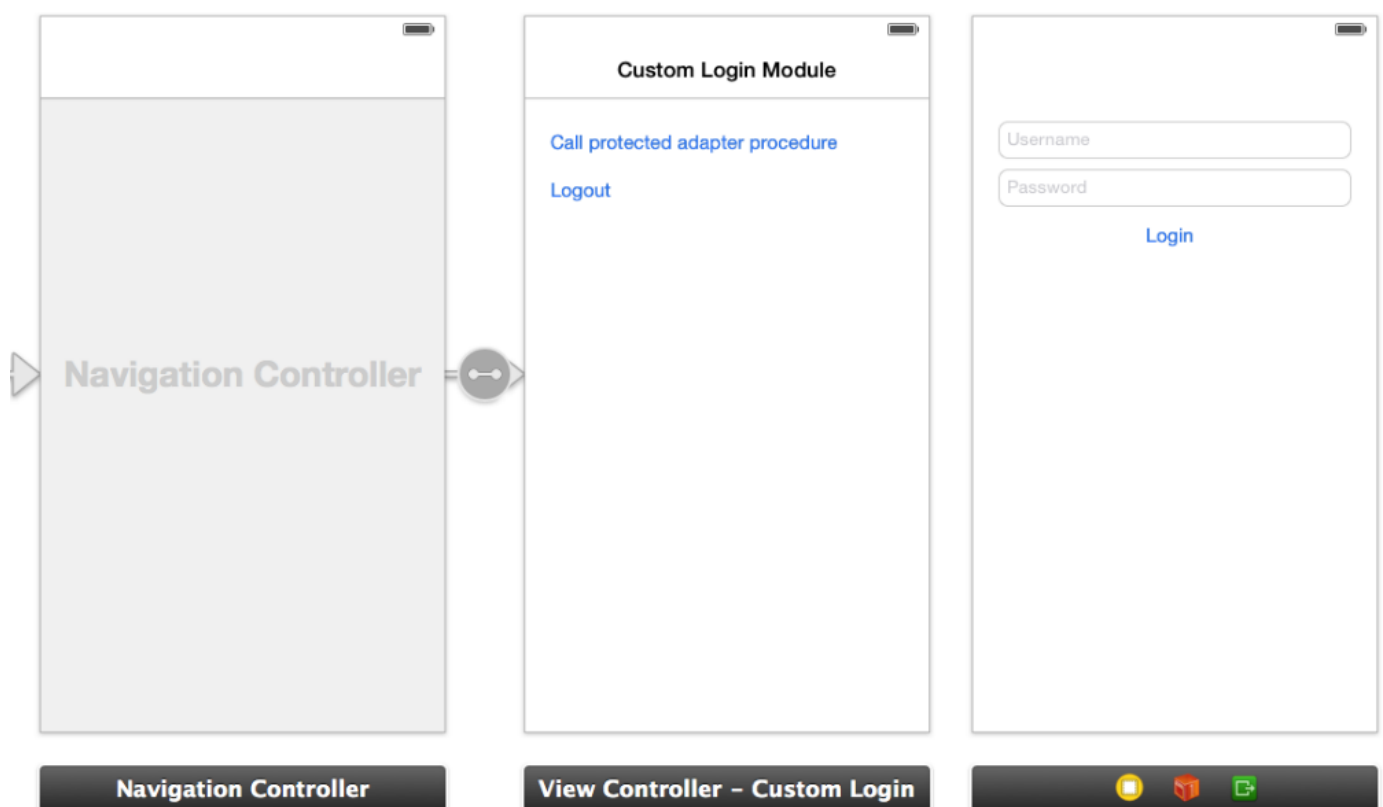 Navigation Controller
Navigation Controller
Custom Login Module
Call protected adapter procedure
Logout
View Controller – Custom Login
Username
Password
Login